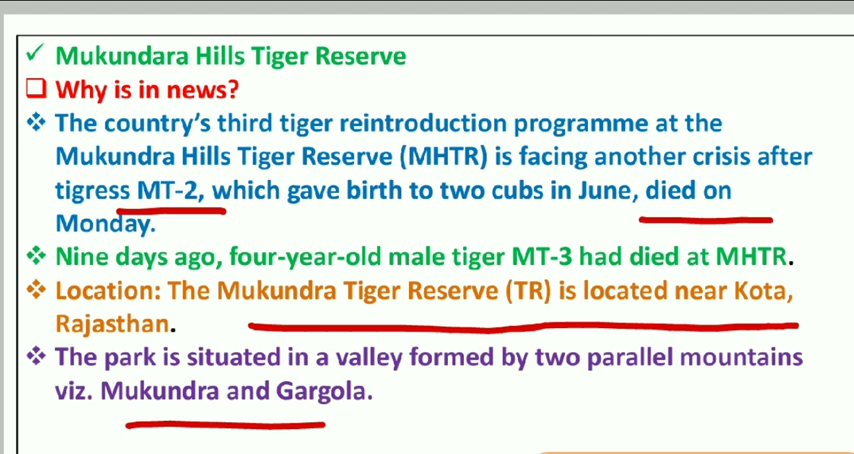 ✓ Mukundara Hills Tiger Reserve
❑ Why is in news?
❖ The country's third tiger reintroduction programme at the
Mukundra Hills Tiger Reserve (MHTR) is facing another crisis after
tigress MT-2, which gave birth to two cubs in June, died on
Monday.
❖ Nine days ago, four-year-old male tiger MT-3 had died at MHTR.
❖ Location: The Mukundra Tiger Reserve (TR) is located near Kota,
Rajasthan.
❖ The park is situated in a valley formed by two parallel mountains
viz. Mukundra and Gargola.